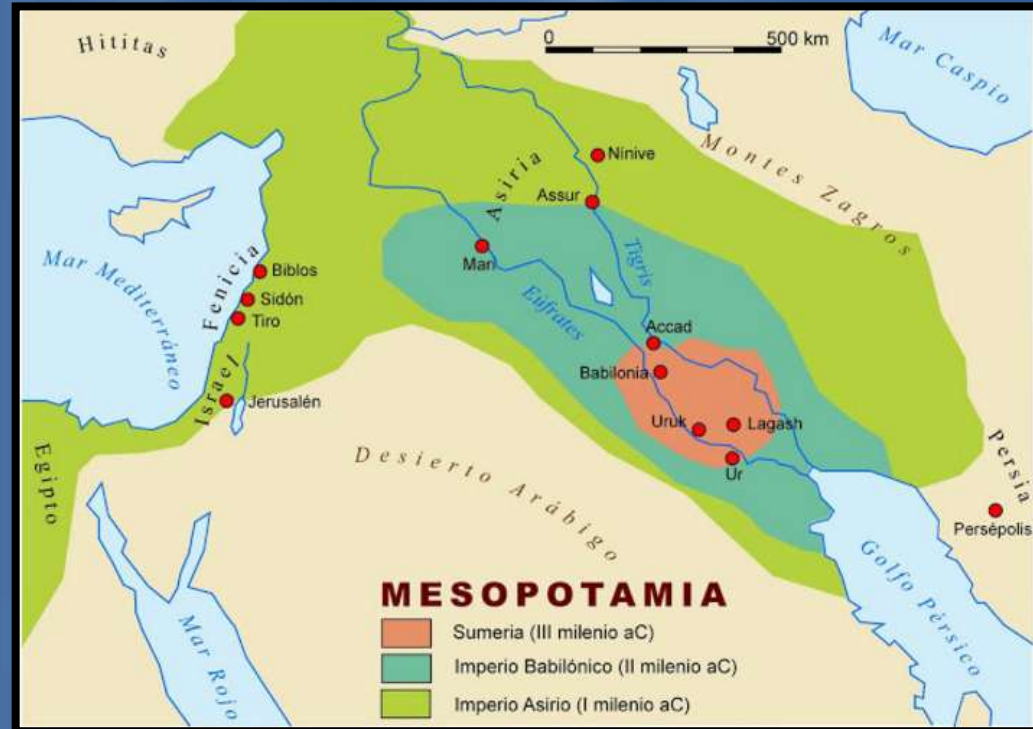 Hititas
0 500 km
Mar Caspio
Montes Zagros
Nínive
Asiria
Assur
Mari
Tigris
Eufrates
Mar Mediterráneo
Fenicia
Biblos
Sidón
Tiro
Israel
Jerusalén
Egipto
Accad
Babilonia
Uruk
Lagash
Ur
Desierto Arábigo
Persia
Persépolis
Golfo Pérsico
Mar Rojo
MESOPOTAMIA
Sumeria (III milenio aC)
Imperio Babilónico (II milenio aC)
Imperio Asirio (I milenio aC)